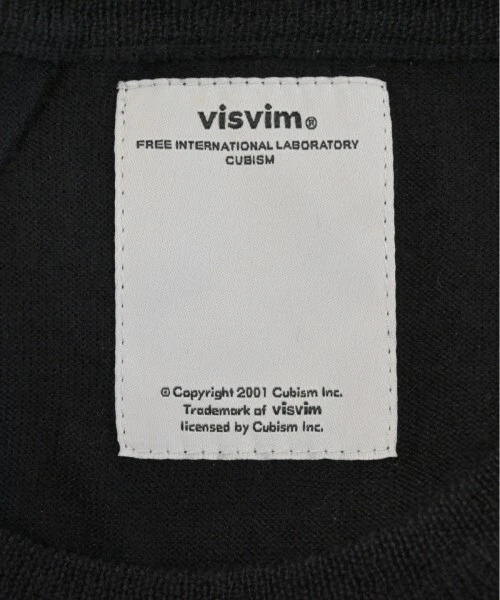 visvim®
FREE INTERNATIONAL LABORATORY
CUBISM
© Copyright 2001 Cubism Inc.
Trademark of visvim
licensed by Cubism Inc.